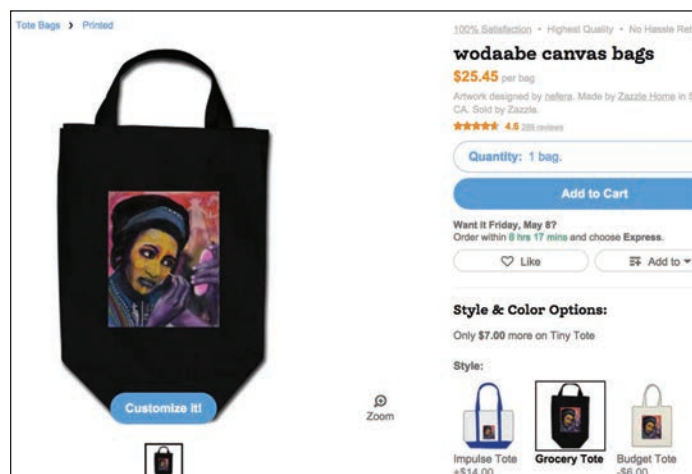 Tote Bags > Printed
100% Satisfaction • Highest Quality • No Hassle Ret
wodaabe canvas bags
$25.45 per bag
Artwork designed by nefera. Made by Zazzle Home in S
CA. Sold by Zazzle.
4.6 288 reviews
Quantity: 1 bag.
Add to Cart
Want it Friday, May 8?
Order within 8 hrs 17 mins and choose Express.
Like
Add to
Style & Color Options:
Only $7.00 more on Tiny Tote
Style:
Customize It!
Zoom
Impulse Tote
+$14.00
Grocery Tote
Budget Tote
-$6.00